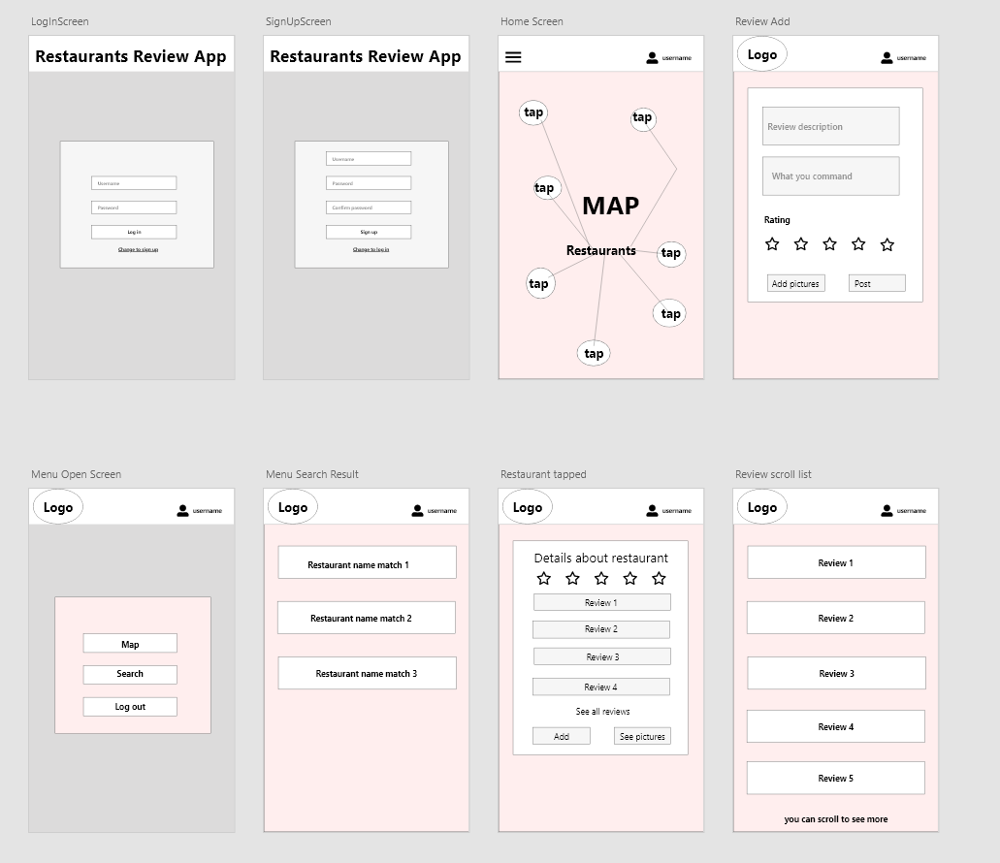 LogInScreen
Restaurants Review App
Username
Password
Log in
Change to sign up
SignUpScreen
Restaurants Review App
Username
Password
Confirm password
Sign up
Change to log in
Home Screen
username
tap
tap
tap
MAP
Restaurants
tap
tap
tap
tap
Review Add
Logo
username
Review description
What you command
Rating
Add pictures
Post
Menu Open Screen
Logo
username
Map
Search
Log out
Menu Search Result
Logo
username
Restaurant name match 1
Restaurant name match 2
Restaurant name match 3
Restaurant tapped
Logo
username
Details about restaurant
Review 1
Review 2
Review 3
Review 4
See all reviews
Add
See pictures
Review scroll list
Logo
username
Review 1
Review 2
Review 3
Review 4
Review 5
you can scroll to see more